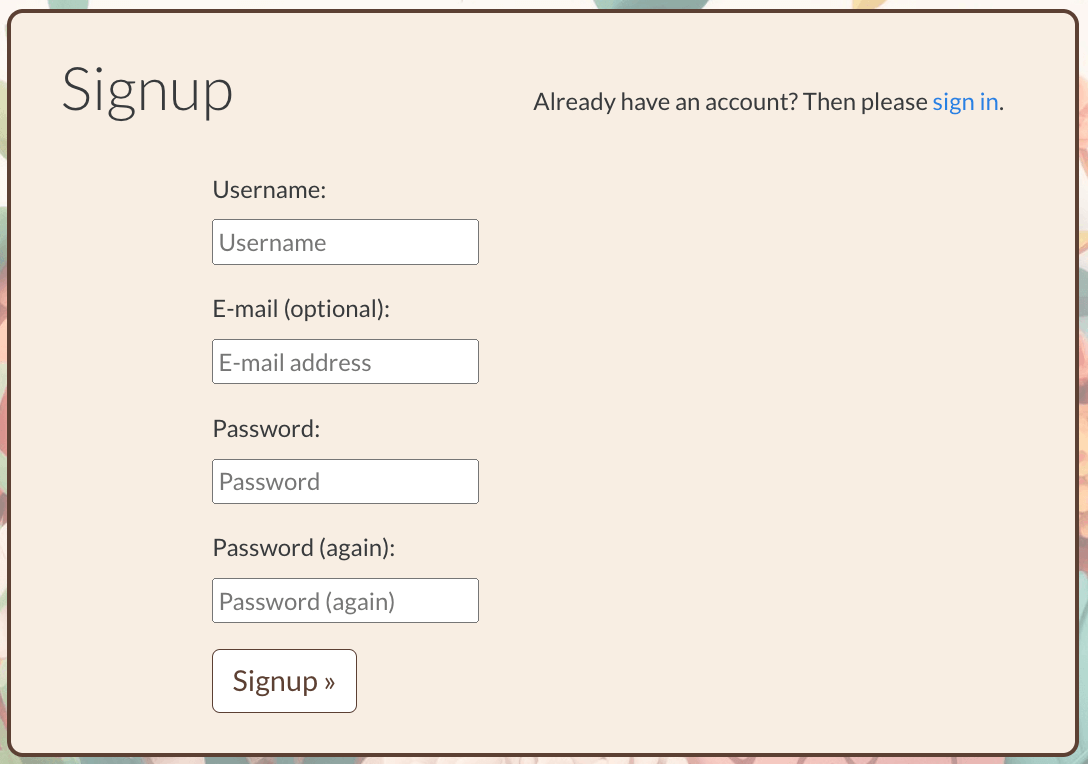 Signup
Already have an account? Then please sign in.
Username:
Username
E-mail (optional):
E-mail address
Password:
Password
Password (again):
Password (again)
Signup »